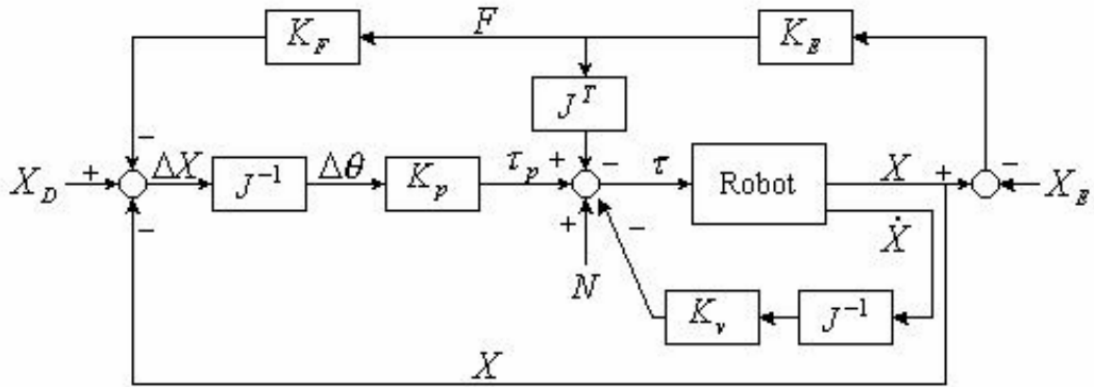 K_F F K_E
J^T
− + −
X_D + ΔX J^{-1} Δθ K_p τ_p + − τ Robot X + − X_E
− + − Ẋ
N K_v J^{-1}
X